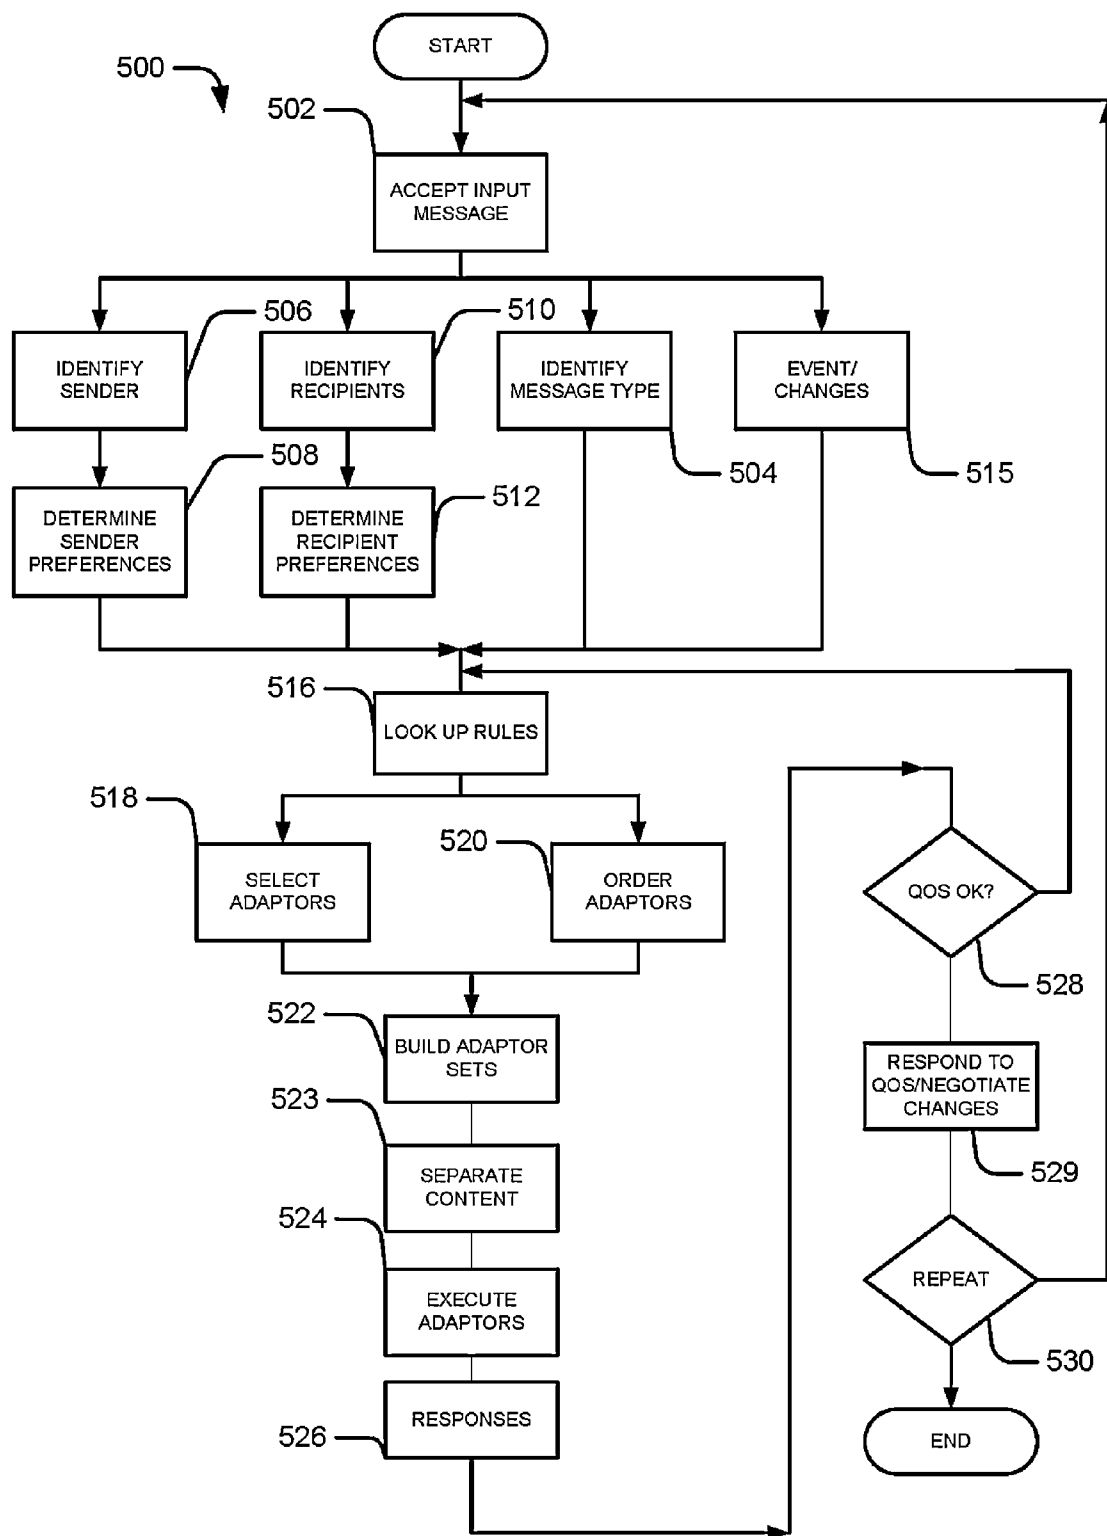 START
500
502
ACCEPT INPUT
MESSAGE
506
510
IDENTIFY
SENDER
IDENTIFY
RECIPIENTS
IDENTIFY
MESSAGE TYPE
EVENT/
CHANGES
508
512
504
515
DETERMINE
SENDER
PREFERENCES
DETERMINE
RECIPIENT
PREFERENCES
516
LOOK UP RULES
518
520
SELECT
ADAPTORS
ORDER
ADAPTORS
QOS OK?
528
522
BUILD ADAPTOR
SETS
RESPOND TO
QOS/NEGOTIATE
CHANGES
523
529
SEPARATE
CONTENT
524
EXECUTE
ADAPTORS
REPEAT
530
RESPONSES
526
END